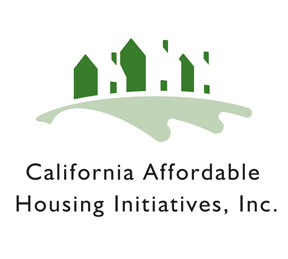 California Affordable
Housing Initiatives, Inc.